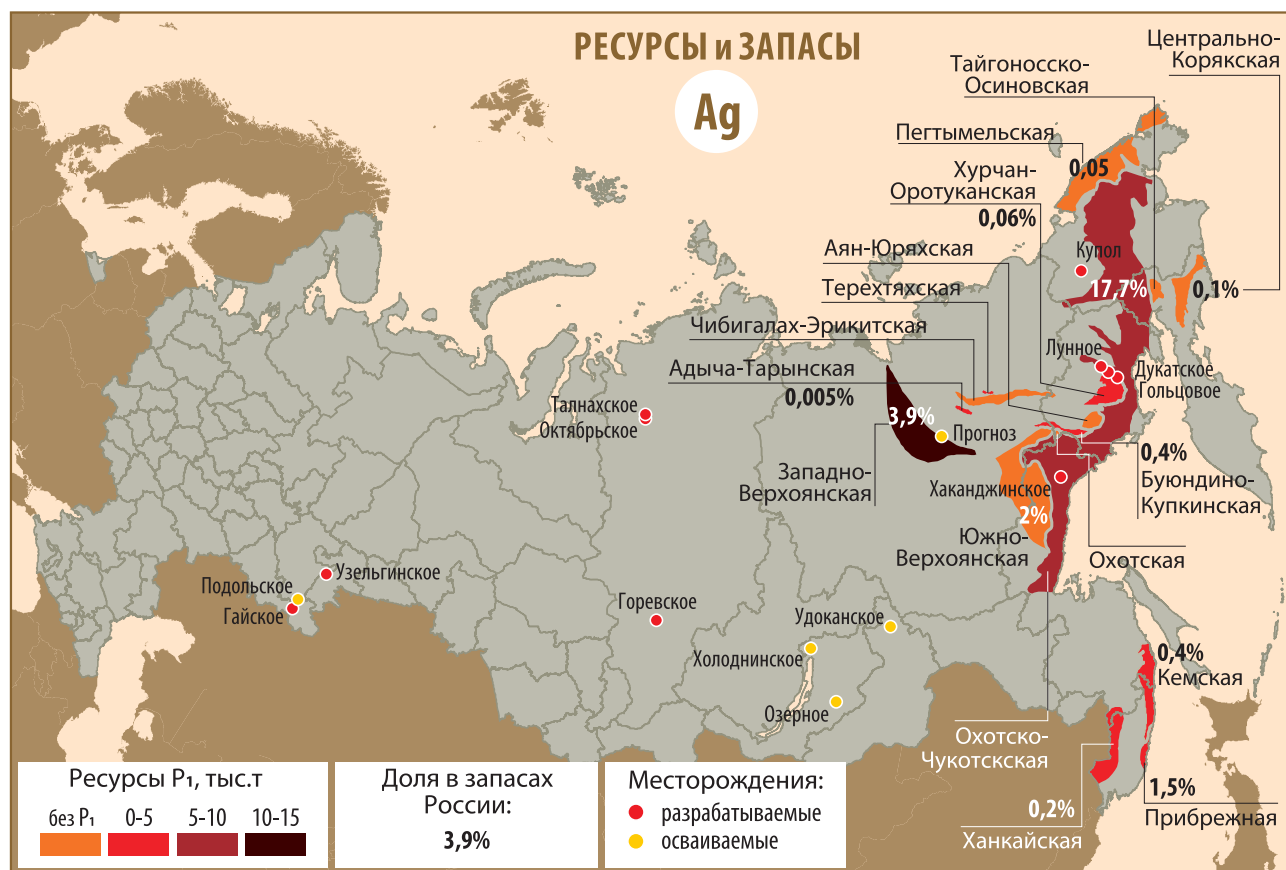 РЕСУРСЫ и ЗАПАСЫ
Ag
Центрально-
Корякская
Тайгоносско-
Осиновская
Пегтымельская
0,05
Хурчан-
Оротуканская
0,06%
Купол
Аян-Юряхская
17,7%
0,1%
Терехтяхская
Чибигалах-Эрикитская
Лунное
Адыча-Тарынская
0,005%
Дукатское
Гольцовое
Талнахское
Октябрьское
3,9%
Прогноз
0,4%
Западно-
Верхоянская
Буюндино-
Купкинская
Хаканджинское
2%
Южно-
Верхоянская
Охотская
Узельгинское
Подольское
Гайское
Горевское
Удоканское
Холоднинское
0,4%
Кемская
Озерное
Охотско-
Чукотскская
1,5%
Прибрежная
0,2%
Ханкайская
Ресурсы P₁, тыс.т
без P₁ 0-5 5-10 10-15
Доля в запасах
России:
3,9%
Месторождения:
разрабатываемые
осваиваемые